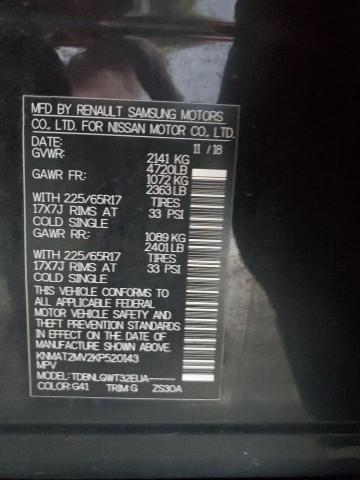 MFD BY RENAULT SAMSUNG MOTORS
CO., LTD. FOR NISSAN MOTOR CO., LTD.
DATE: 11 / 18
GVWR: 2141 KG
4720LB
GAWR FR: 1072 KG
2363LB
WITH 225/65R17 TIRES
17X7J RIMS AT 33 PSI
COLD SINGLE
GAWR RR: 1089 KG
2401LB
WITH 225/65R17 TIRES
17X7J RIMS AT 33 PSI
COLD SINGLE
THIS VEHICLE CONFORMS
TO ALL APPLICABLE FEDERAL
MOTOR VEHICLE SAFETY AND
THEFT PREVENTION STANDARDS
IN EFFECT ON THE DATE OF
MANUFACTURE SHOWN ABOVE.
KNMAT2MV2KP520143
MPV
MODEL: TDBNLGWT32EUA-----
COLOR: G41 TRIM: G ZS30A